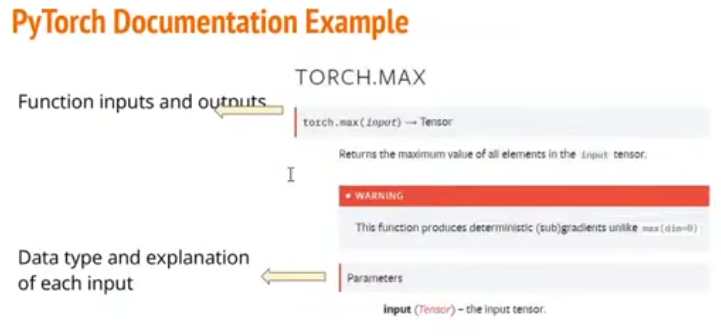 PyTorch Documentation Example
TORCH.MAX
Function inputs and outputs
torch.max(input) → Tensor
Returns the maximum value of all elements in the input tensor.
• WARNING
This function produces deterministic (sub)gradients unlike max(dim=0)
Data type and explanation
of each input
Parameters
input (Tensor) – the input tensor.